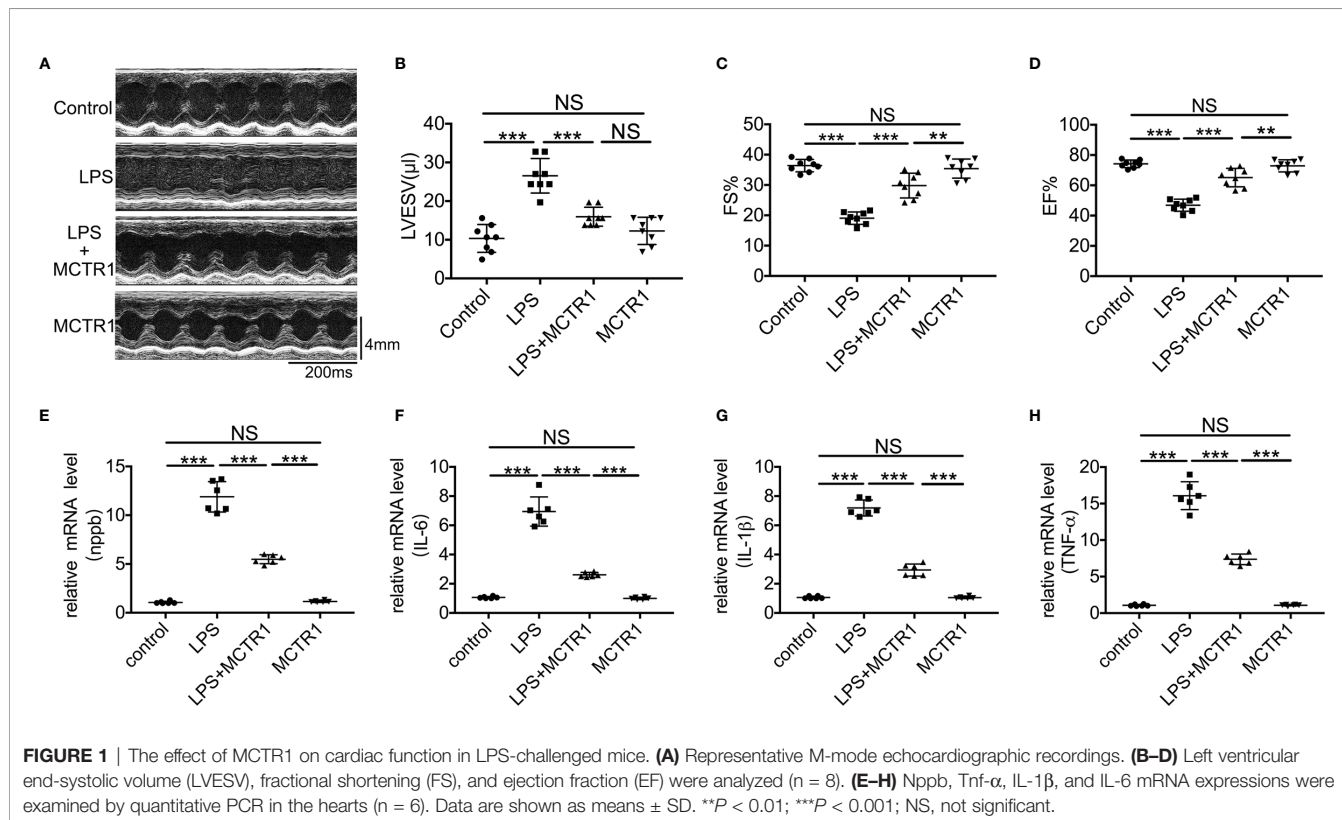 A
Control
LPS
LPS
+
MCTR1
MCTR1
4mm
200ms
B
NS
*** *** NS
LVESV(μl)
40
30
20
10
0
Control
LPS
LPS+MCTR1
MCTR1
C
NS
*** *** **
FS%
50
40
30
20
10
0
Control
LPS
LPS+MCTR1
MCTR1
D
NS
*** *** **
EF%
100
80
60
40
20
0
Control
LPS
LPS+MCTR1
MCTR1
E
NS
*** *** ***
relative mRNA level
(nppb)
15
10
5
0
control
LPS
LPS+MCTR1
MCTR1
F
NS
*** *** ***
relative mRNA level
(IL-6)
10
8
6
4
2
0
control
LPS
LPS+MCTR1
MCTR1
G
NS
*** *** ***
relative mRNA level
(IL-1β)
10
8
6
4
2
0
control
LPS
LPS+MCTR1
MCTR1
H
NS
*** *** ***
relative mRNA level
(TNF-α)
25
20
15
10
5
0
control
LPS
LPS+MCTR1
MCTR1
FIGURE 1 | The effect of MCTR1 on cardiac function in LPS-challenged mice. (A) Representative M-mode echocardiographic recordings. (B–D) Left ventricular
end-systolic volume (LVESV), fractional shortening (FS), and ejection fraction (EF) were analyzed (n = 8). (E–H) Nppb, Tnf-α, IL-1β, and IL-6 mRNA expressions were
examined by quantitative PCR in the hearts (n = 6). Data are shown as means ± SD. **P < 0.01; ***P < 0.001; NS, not significant.